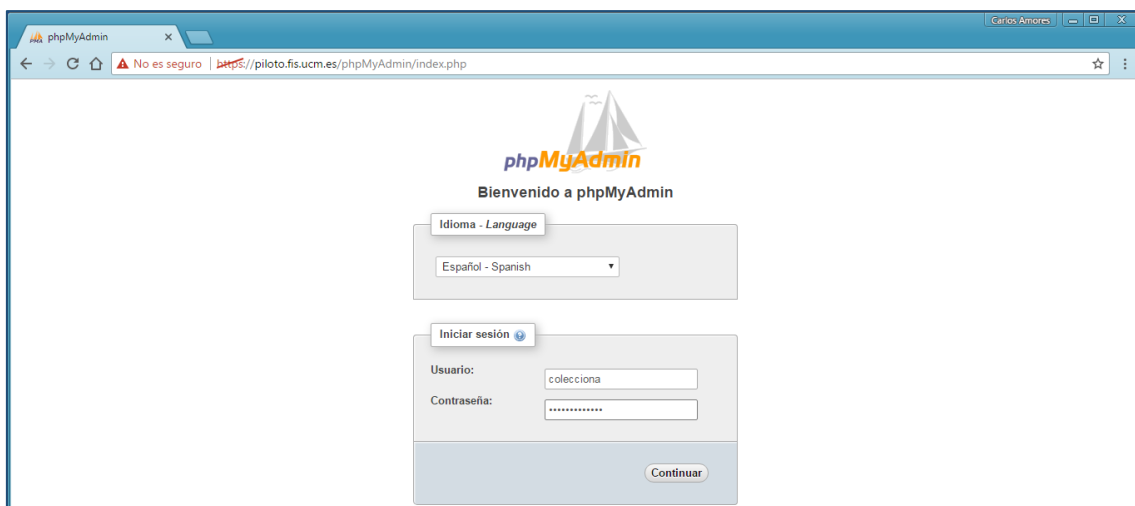 Carlos Amores
phpMyAdmin
No es seguro | https://piloto.fis.ucm.es/phpMyAdmin/index.php
phpMyAdmin
Bienvenido a phpMyAdmin
Idioma - Language
Español - Spanish
Iniciar sesión
Usuario:
colecciona
Contraseña:
•••••••••••••
Continuar